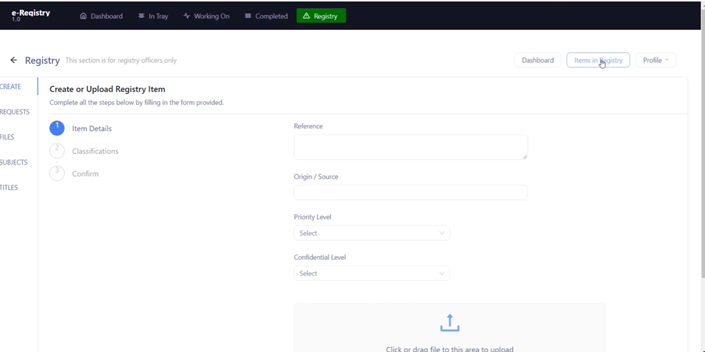 e-Registry
1.0
Dashboard
In Tray
Working On
Completed
Registry
Registry
This section is for registry officers only
Dashboard
Items in Registry
Profile
CREATE
REQUESTS
FILES
SUBJECTS
TITLES
Create or Upload Registry Item
Complete all the steps below by filling in the form provided.
1
Item Details
2
Classifications
3
Confirm
Reference
Origin / Source
Priority Level
Select
Confidential Level
Select
Click or drag file to this area to upload